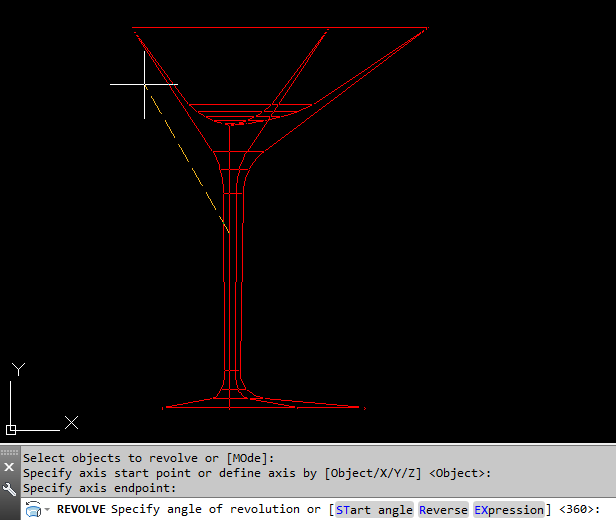 Y
X
Select objects to revolve or [MOde]:
Specify axis start point or define axis by [Object/X/Y/Z] <Object>:
Specify axis endpoint:
REVOLVE Specify angle of revolution or [STart angle Reverse EXpression] <360>: